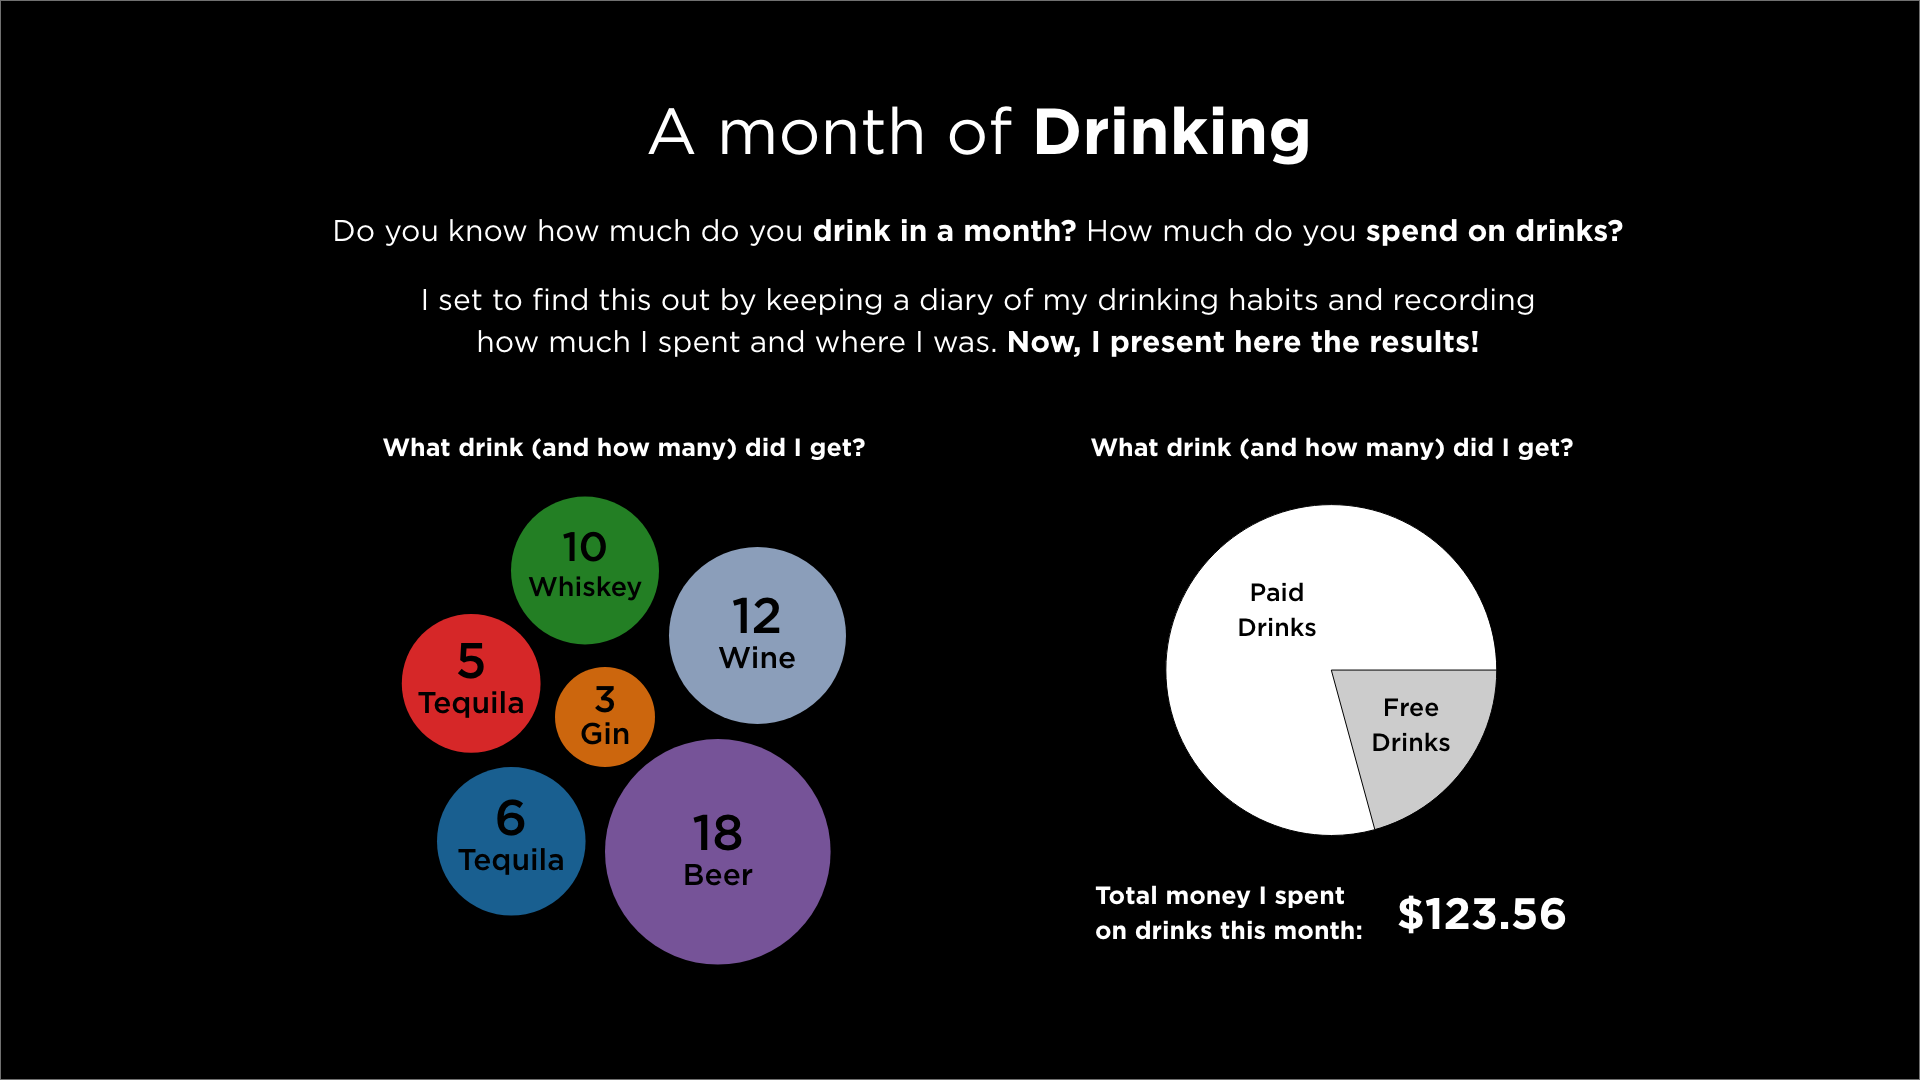 A month of Drinking
Do you know how much do you drink in a month? How much do you spend on drinks?
I set to find this out by keeping a diary of my drinking habits and recording
how much I spent and where I was. Now, I present here the results!
What drink (and how many) did I get?
10
Whiskey
12
Wine
5
Tequila
3
Gin
6
Tequila
18
Beer
What drink (and how many) did I get?
Paid
Drinks
Free
Drinks
Total money I spent
on drinks this month:
$123.56